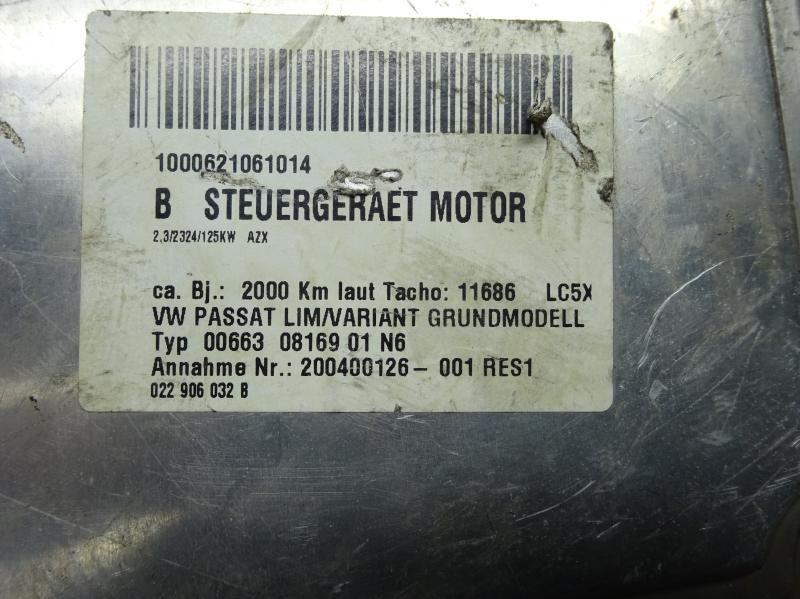 1000621061014
B STEUERGERAET MOTOR
2,3/2324/125KW AZX
ca. Bj.: 2000 Km laut Tacho: 11686 LC5X
VW PASSAT LIM/VARIANT GRUNDMODELL
Typ 00663 08169 01 N6
Annahme Nr.: 200400126- 001 RES1
022 906 032 B